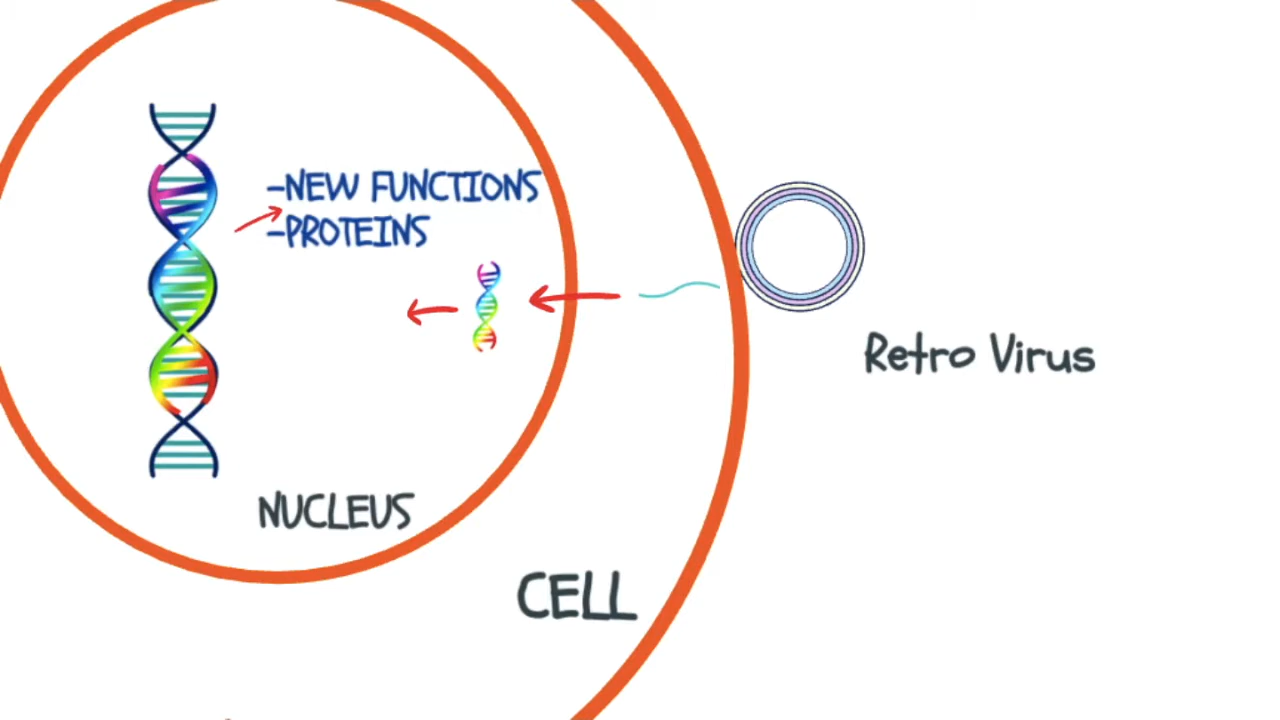 -NEW FUNCTIONS
-PROTEINS
Retro Virus
NUCLEUS
CELL